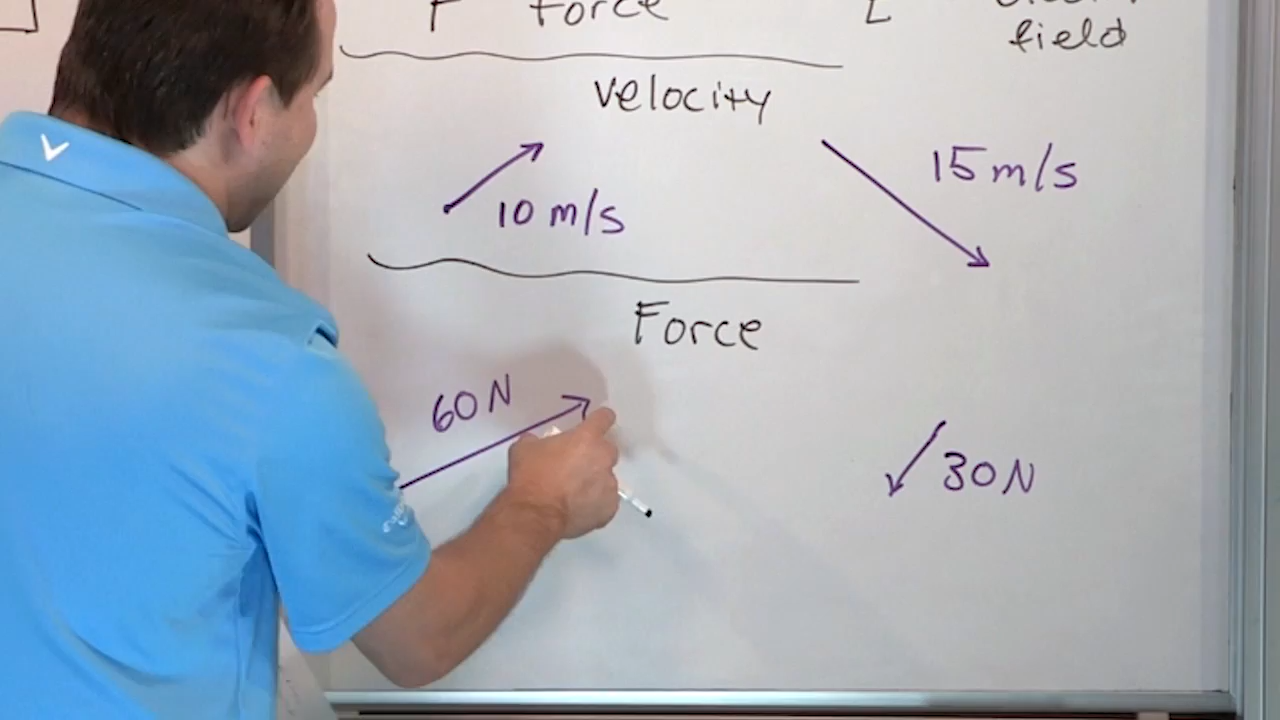 F Force
field
velocity
10 m/s
15 m/s
Force
60 N
30 N